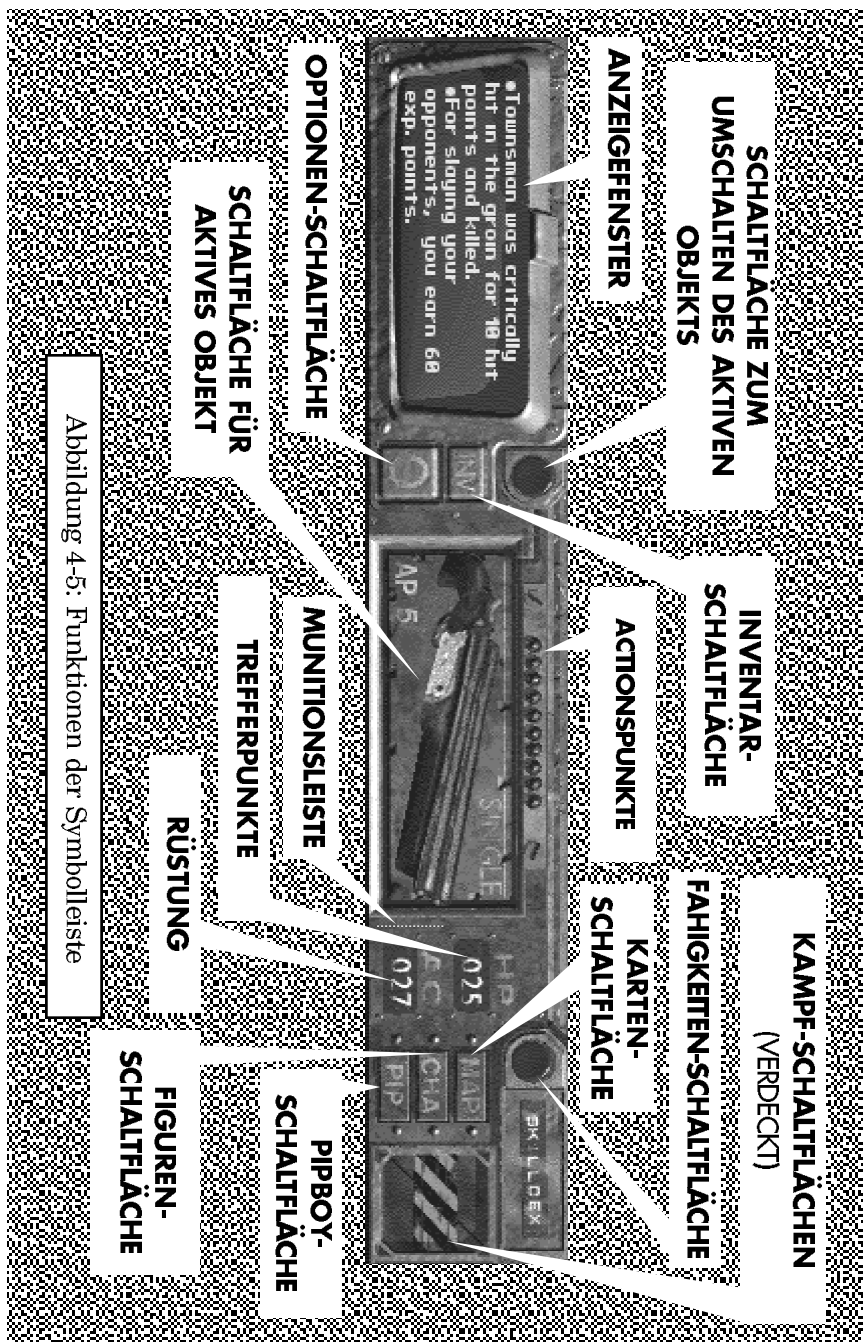 SCHALTFLÄCHE ZUM
UMSCHALTEN DES AKTIVEN
OBJEKTS
INVENTAR-
SCHALTFLÄCHE
KAMPF-SCHALTFLÄCHEN
(VERDECKT)
ANZEIGEFENSTER
ACTIONSPUNKTE
KARTEN-
SCHALTFLÄCHE
FÄHIGKEITEN-SCHALTFLÄCHE
Townsman was critically
hit in the groin for 10 hit
points and killed.
For slaying your
opponents, you earn 60
exp. points.
INV
SINGLE
AP 5
HP
025
AC
027
MAP
CHA
PIP
SKILLDEX
OPTIONEN-SCHALTFLÄCHE
SCHALTFLÄCHE FÜR
AKTIVES OBJEKT
MUNITIONSLEISTE
TREFFERPUNKTE
RÜSTUNG
PIPBOY-
SCHALTFLÄCHE
FIGUREN-
SCHALTFLÄCHE
Abbildung 4-5: Funktionen der Symbolleiste